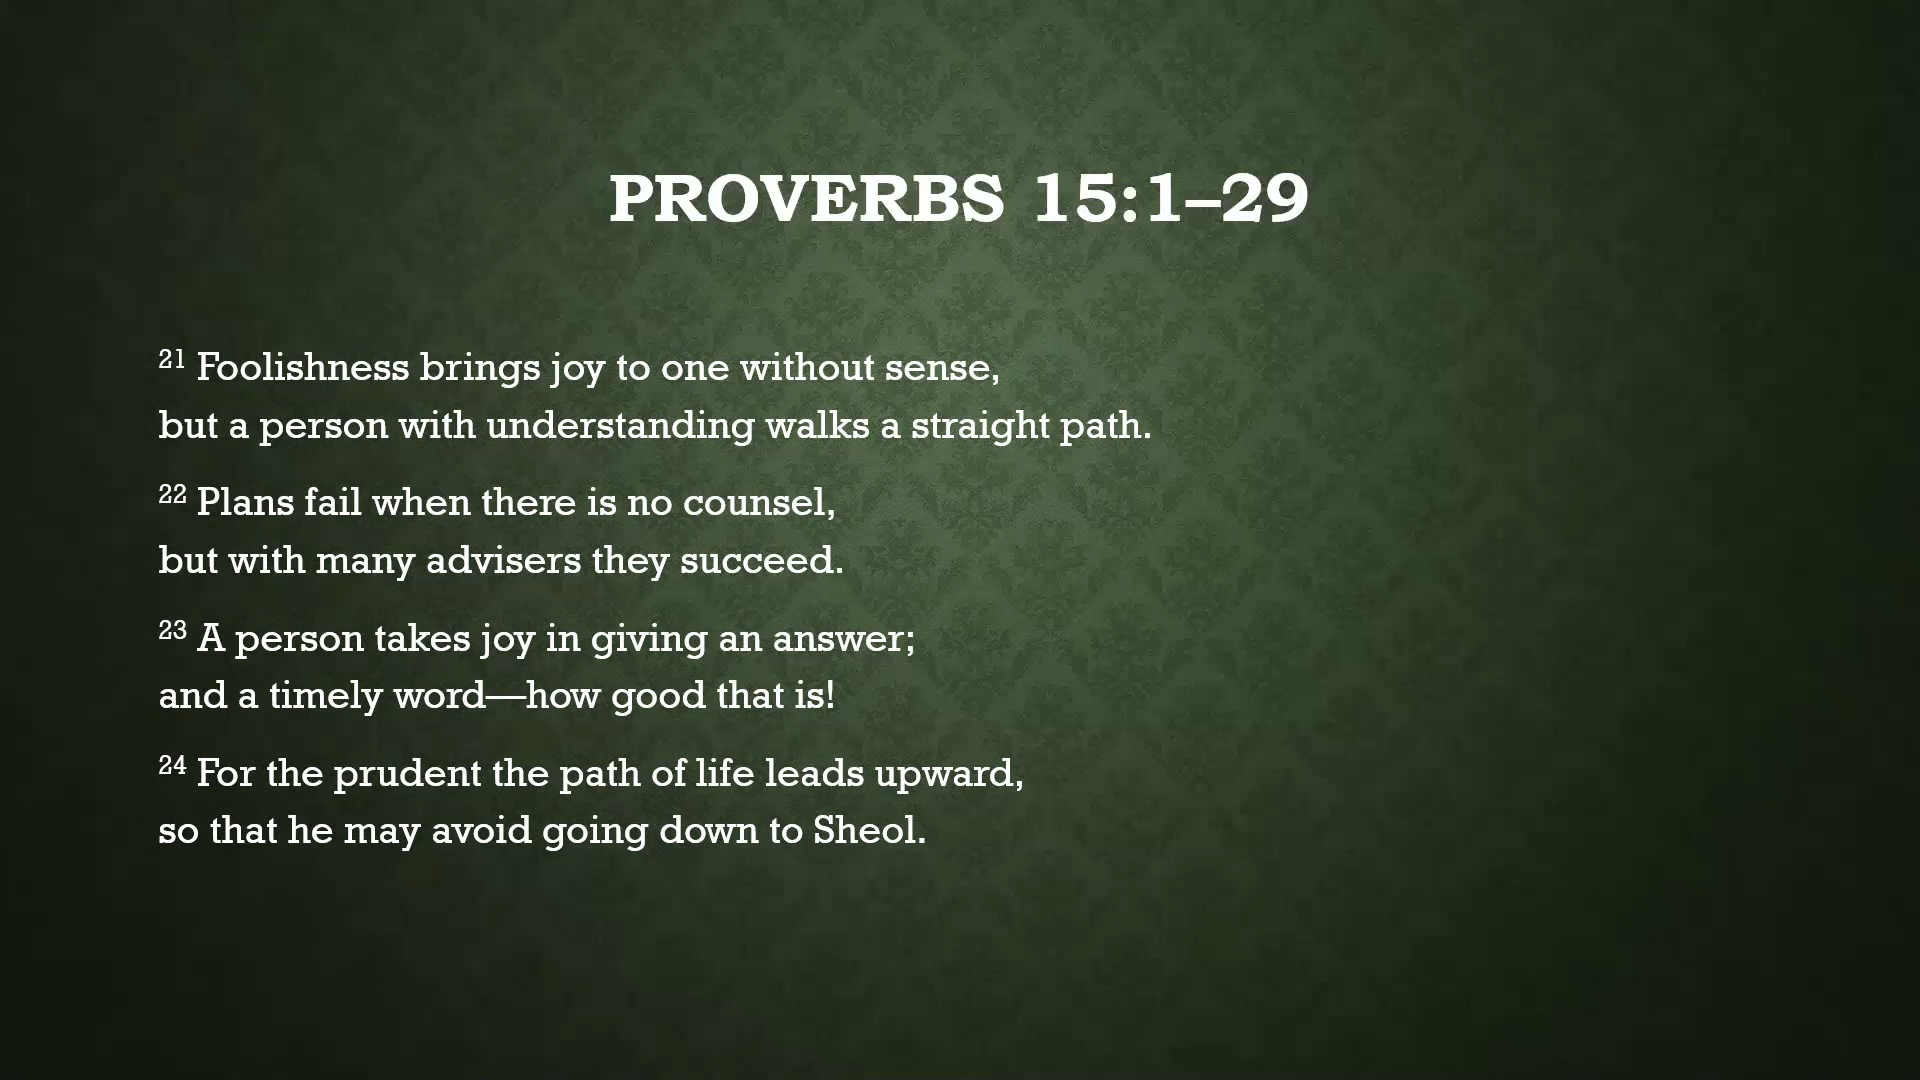 PROVERBS 15:1–29
21 Foolishness brings joy to one without sense,
but a person with understanding walks a straight path.
22 Plans fail when there is no counsel,
but with many advisers they succeed.
23 A person takes joy in giving an answer;
and a timely word—how good that is!
24 For the prudent the path of life leads upward,
so that he may avoid going down to Sheol.